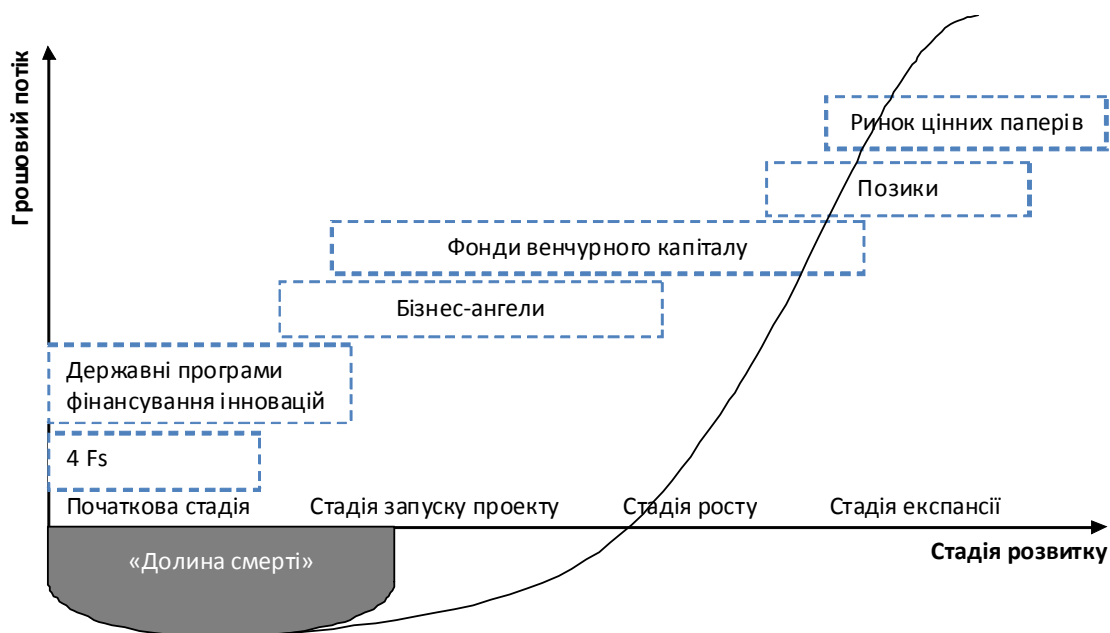 Грошовий потік
Ринок цінних паперів
Позики
Фонди венчурного капіталу
Бізнес-ангели
Державні програми
фінансування інновацій
4 Fs
Початкова стадія
Стадія запуску проекту
Стадія росту
Стадія експансії
«Долина смерті»
Стадія розвитку